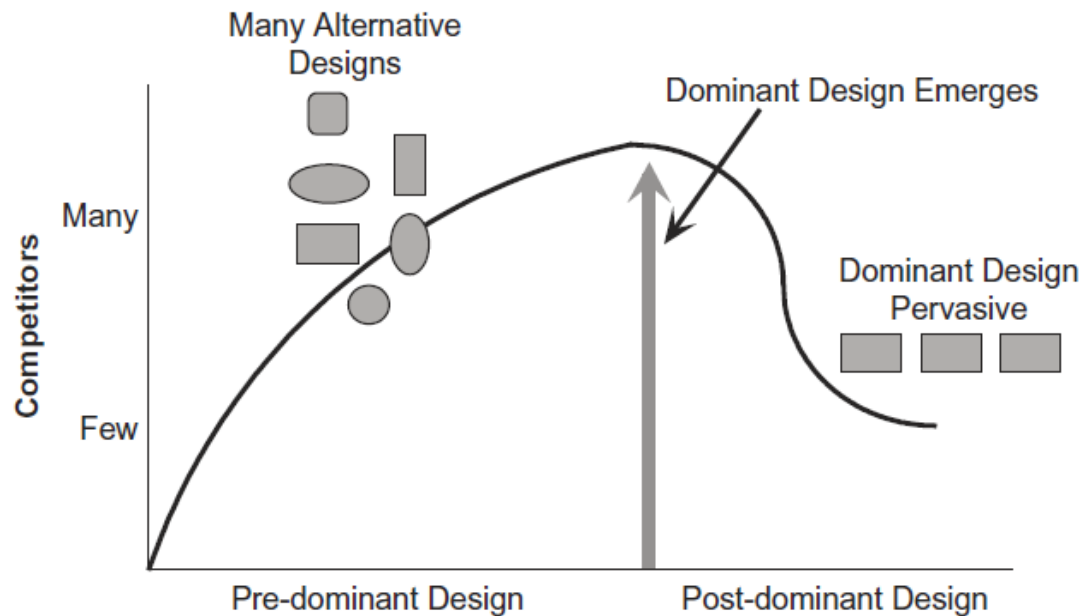 Many Alternative
Designs
Dominant Design Emerges
Many
Dominant Design
Pervasive
Competitors
Few
Pre-dominant Design
Post-dominant Design